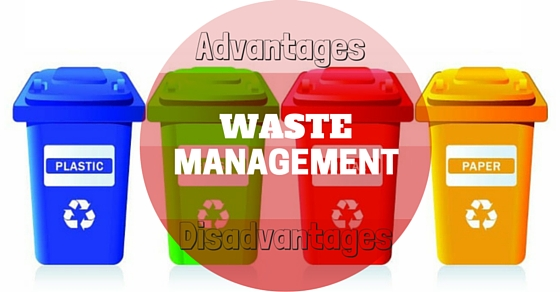 Advantages
WASTE
MANAGEMENT
PLASTIC
PAPER
Disadvantages